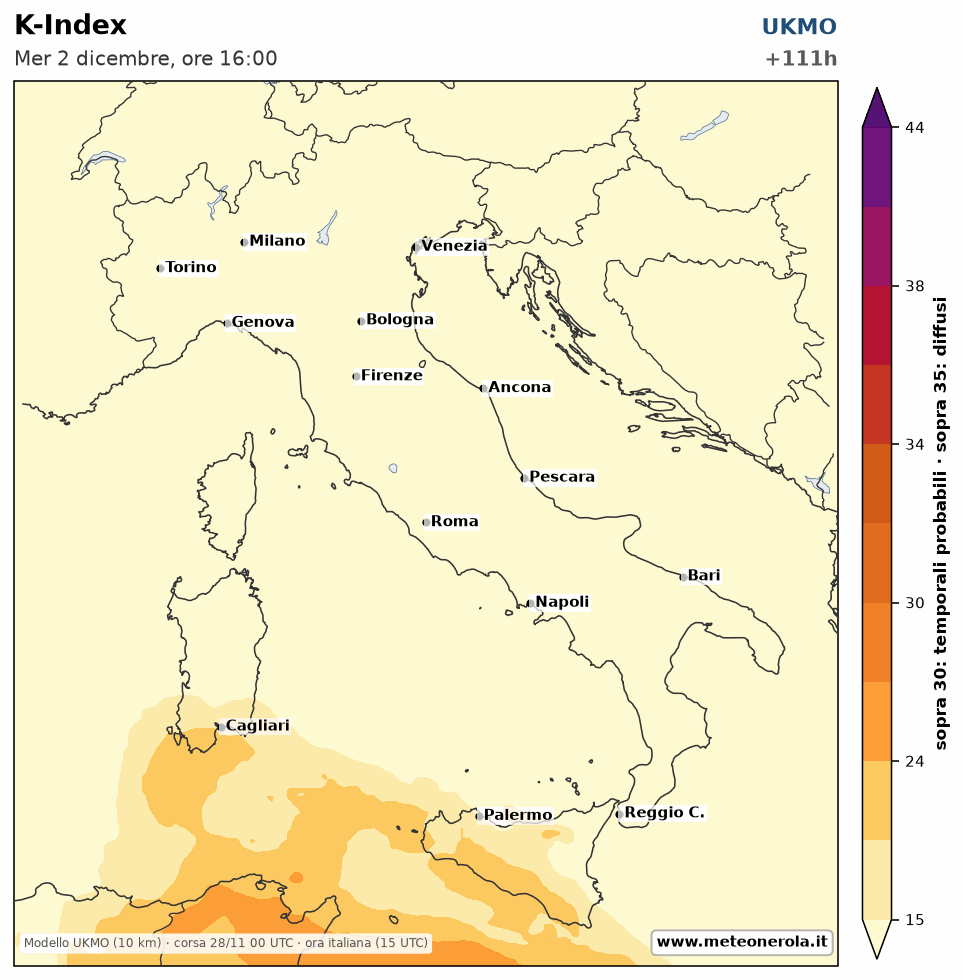 K-Index
UKMO
Mer 2 dicembre, ore 16:00
+111h
44
Milano
Venezia
Torino
38
Genova
Bologna
Firenze
Ancona
34
Pescara
Roma
Bari
Napoli
30
Cagliari
24
Palermo
Reggio C.
15
sopra 30: temporali probabili · sopra 35: diffusi
Modello UKMO (10 km) · corsa 28/11 00 UTC · ora italiana (15 UTC)
www.meteonerola.it